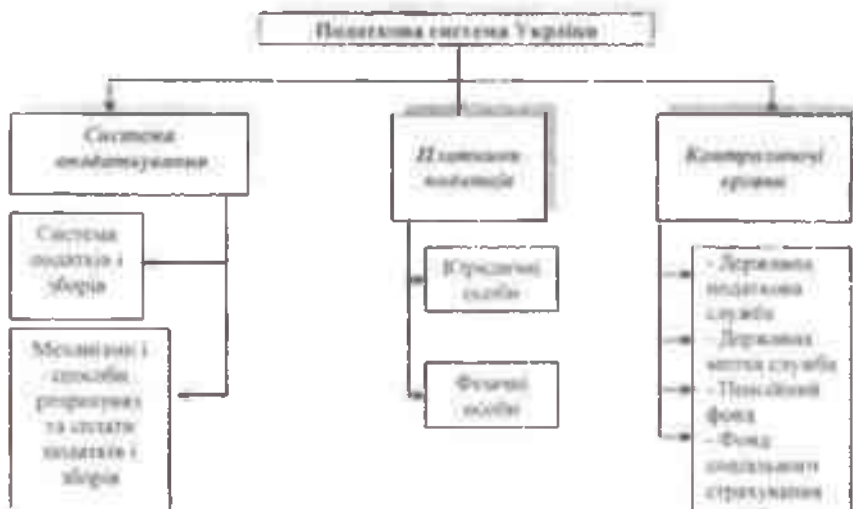 Податкова система України
Система
оподаткування
Платники
податків
Контролюючі
органи
Система
податків і
зборів
Юридичні
особи
- Державна
податкова
служба
- Державна
митна служба
- Пенсійний
фонд
- Фонд
соціального
страхування
Механізми і
способи
розрахунку
та сплати
податків і
зборів
Фізичні
особи